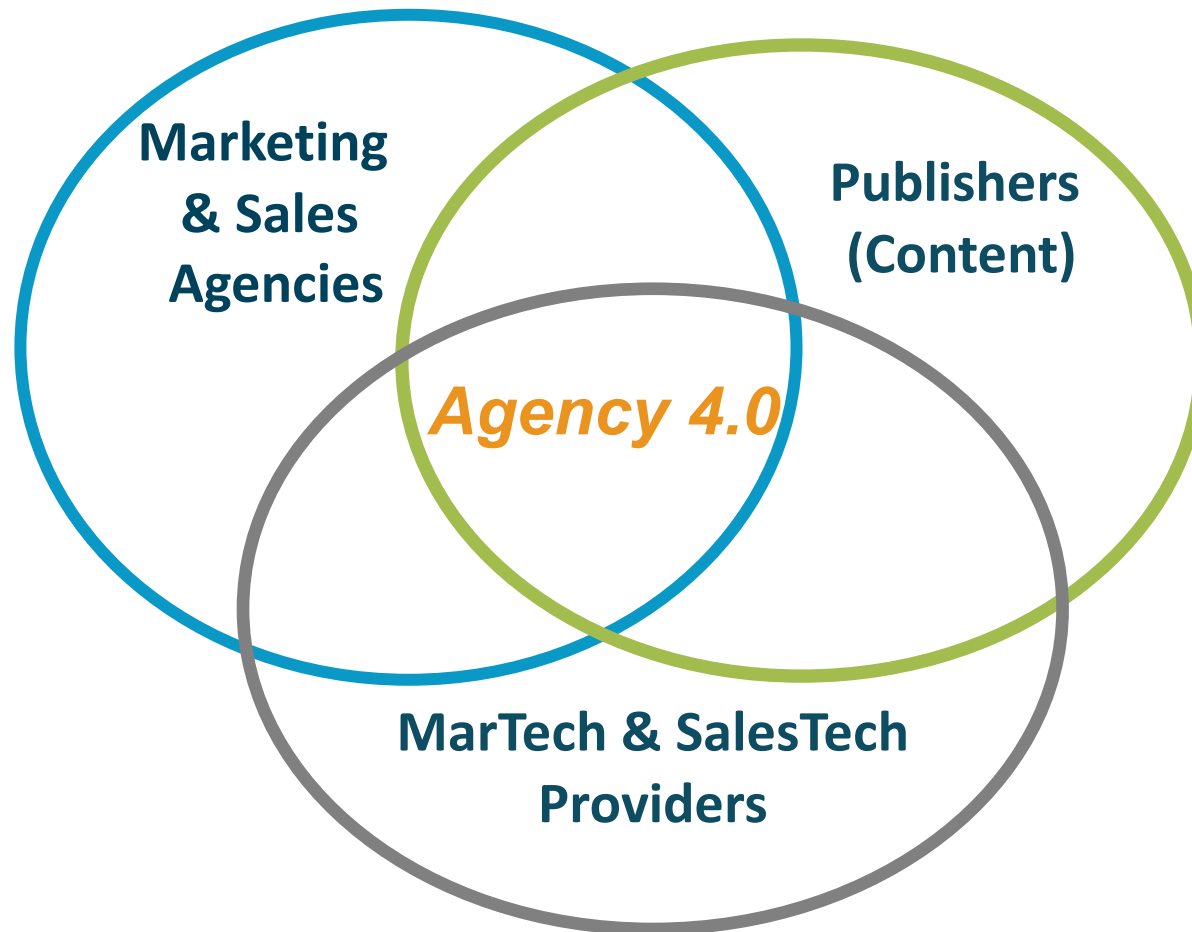 Marketing
& Sales
Agencies
Publishers
(Content)
Agency 4.0
MarTech & SalesTech
Providers